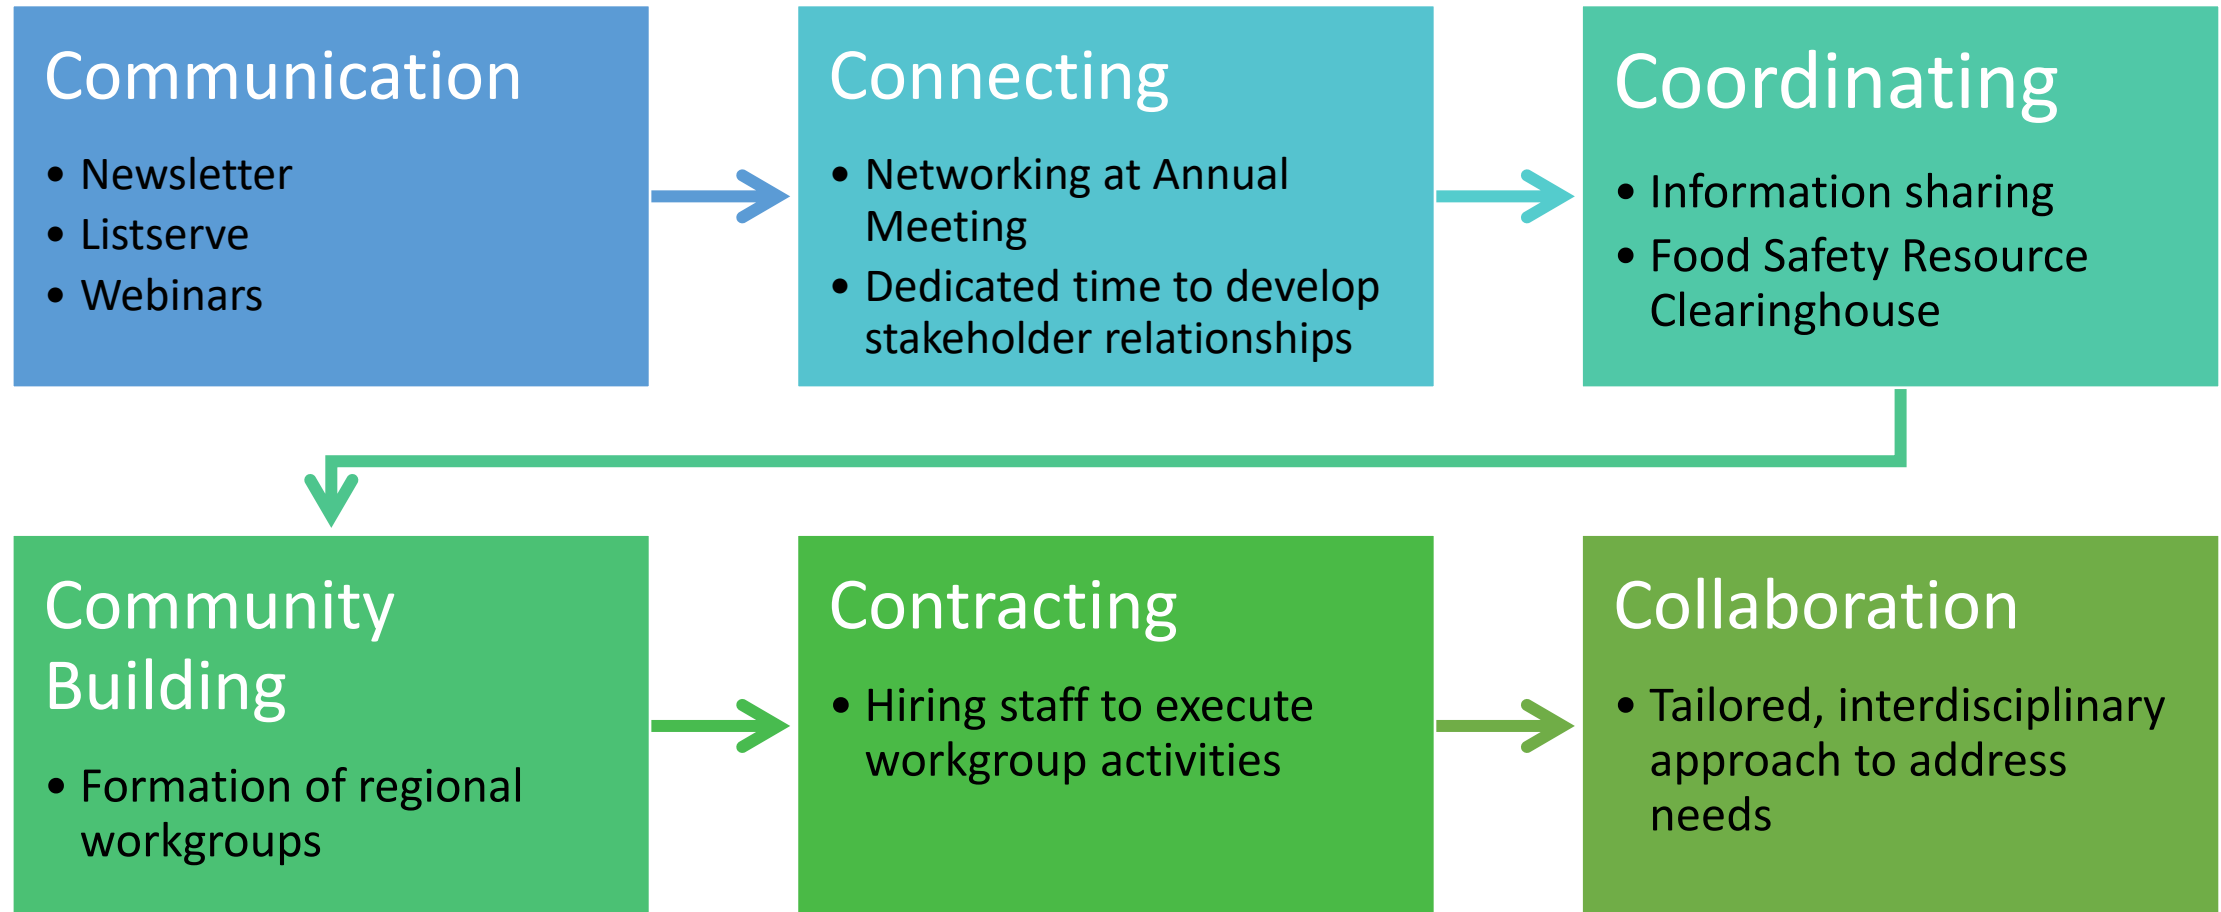 Communication
• Newsletter
• Listserve
• Webinars
Connecting
• Networking at Annual
Meeting
• Dedicated time to develop
stakeholder relationships
Coordinating
• Information sharing
• Food Safety Resource
Clearinghouse
Community
Building
• Formation of regional
workgroups
Contracting
• Hiring staff to execute
workgroup activities
Collaboration
• Tailored, interdisciplinary
approach to address
needs